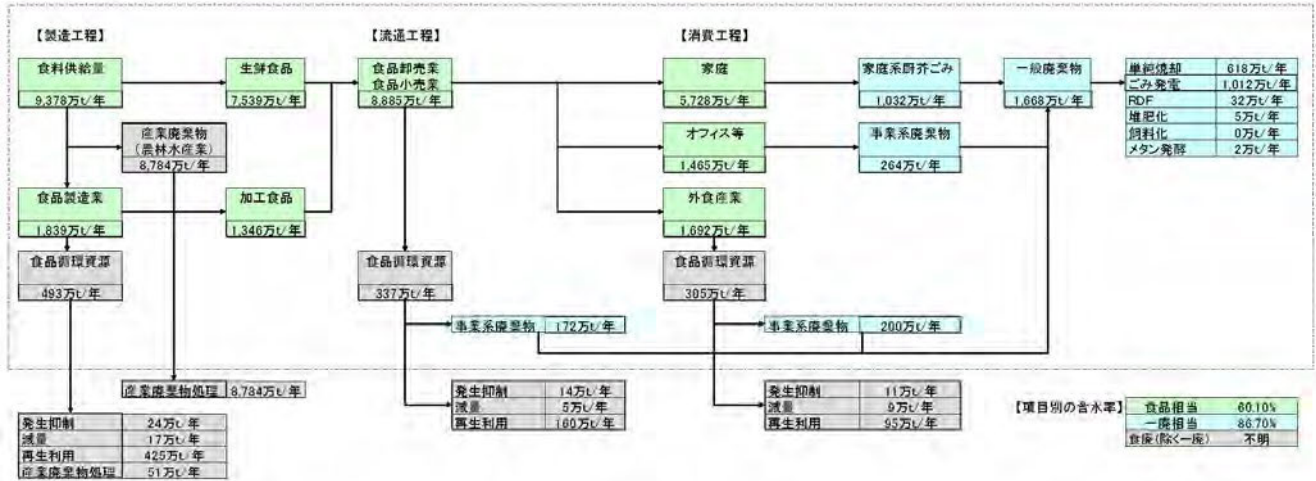 【製造工程】
【流通工程】
【消費工程】
食料供給量
9,378万t/年
生鮮食品
7,539万t/年
食品卸売業
食品小売業
8,885万t/年
家庭
5,728万t/年
家庭系厨芥ごみ
1,032万t/年
一般廃棄物
1,668万t/年
単純焼却 618万t/年
ごみ発電 1,012万t/年
RDF 32万t/年
堆肥化 5万t/年
飼料化 0万t/年
メタン発酵 2万t/年
産業廃棄物
(農林水産業)
8,784万t/年
オフィス等
1,465万t/年
事業系廃棄物
264万t/年
食品製造業
1,839万t/年
加工食品
1,346万t/年
外食産業
1,692万t/年
食品循環資源
493万t/年
食品循環資源
337万t/年
食品循環資源
305万t/年
事業系廃棄物 172万t/年
事業系廃棄物 200万t/年
産業廃棄物処理 8,784万t/年
発生抑制 14万t/年
減量 5万t/年
再生利用 160万t/年
発生抑制 11万t/年
減量 9万t/年
再生利用 95万t/年
発生抑制 24万t/年
減量 17万t/年
再生利用 425万t/年
産業廃棄物処理 51万t/年
【項目別の含水率】
食品相当 60.10%
一廃相当 86.70%
食廃(除く一廃) 不明